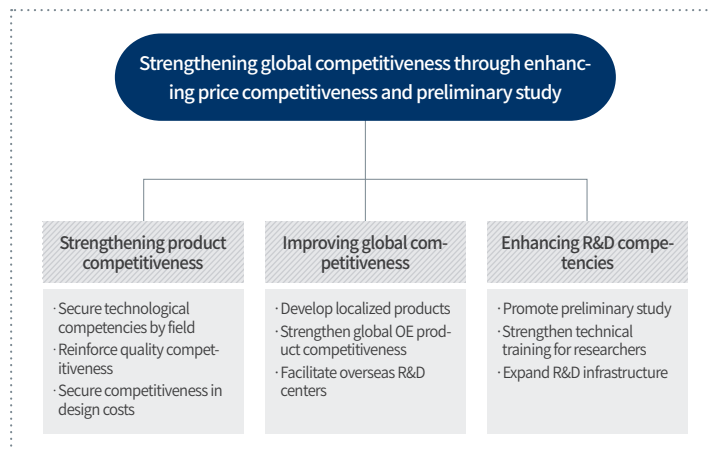 Strengthening global competitiveness through enhanc-
ing price competitiveness and preliminary study
Strengthening product
competitiveness
· Secure technological
competencies by field
· Reinforce quality compet-
itiveness
· Secure competitiveness in
design costs
Improving global com-
petitiveness
· Develop localized products
· Strengthen global OE prod-
uct competitiveness
· Facilitate overseas R&D
centers
Enhancing R&D compe-
tencies
· Promote preliminary study
· Strengthen technical
training for researchers
· Expand R&D infrastructure